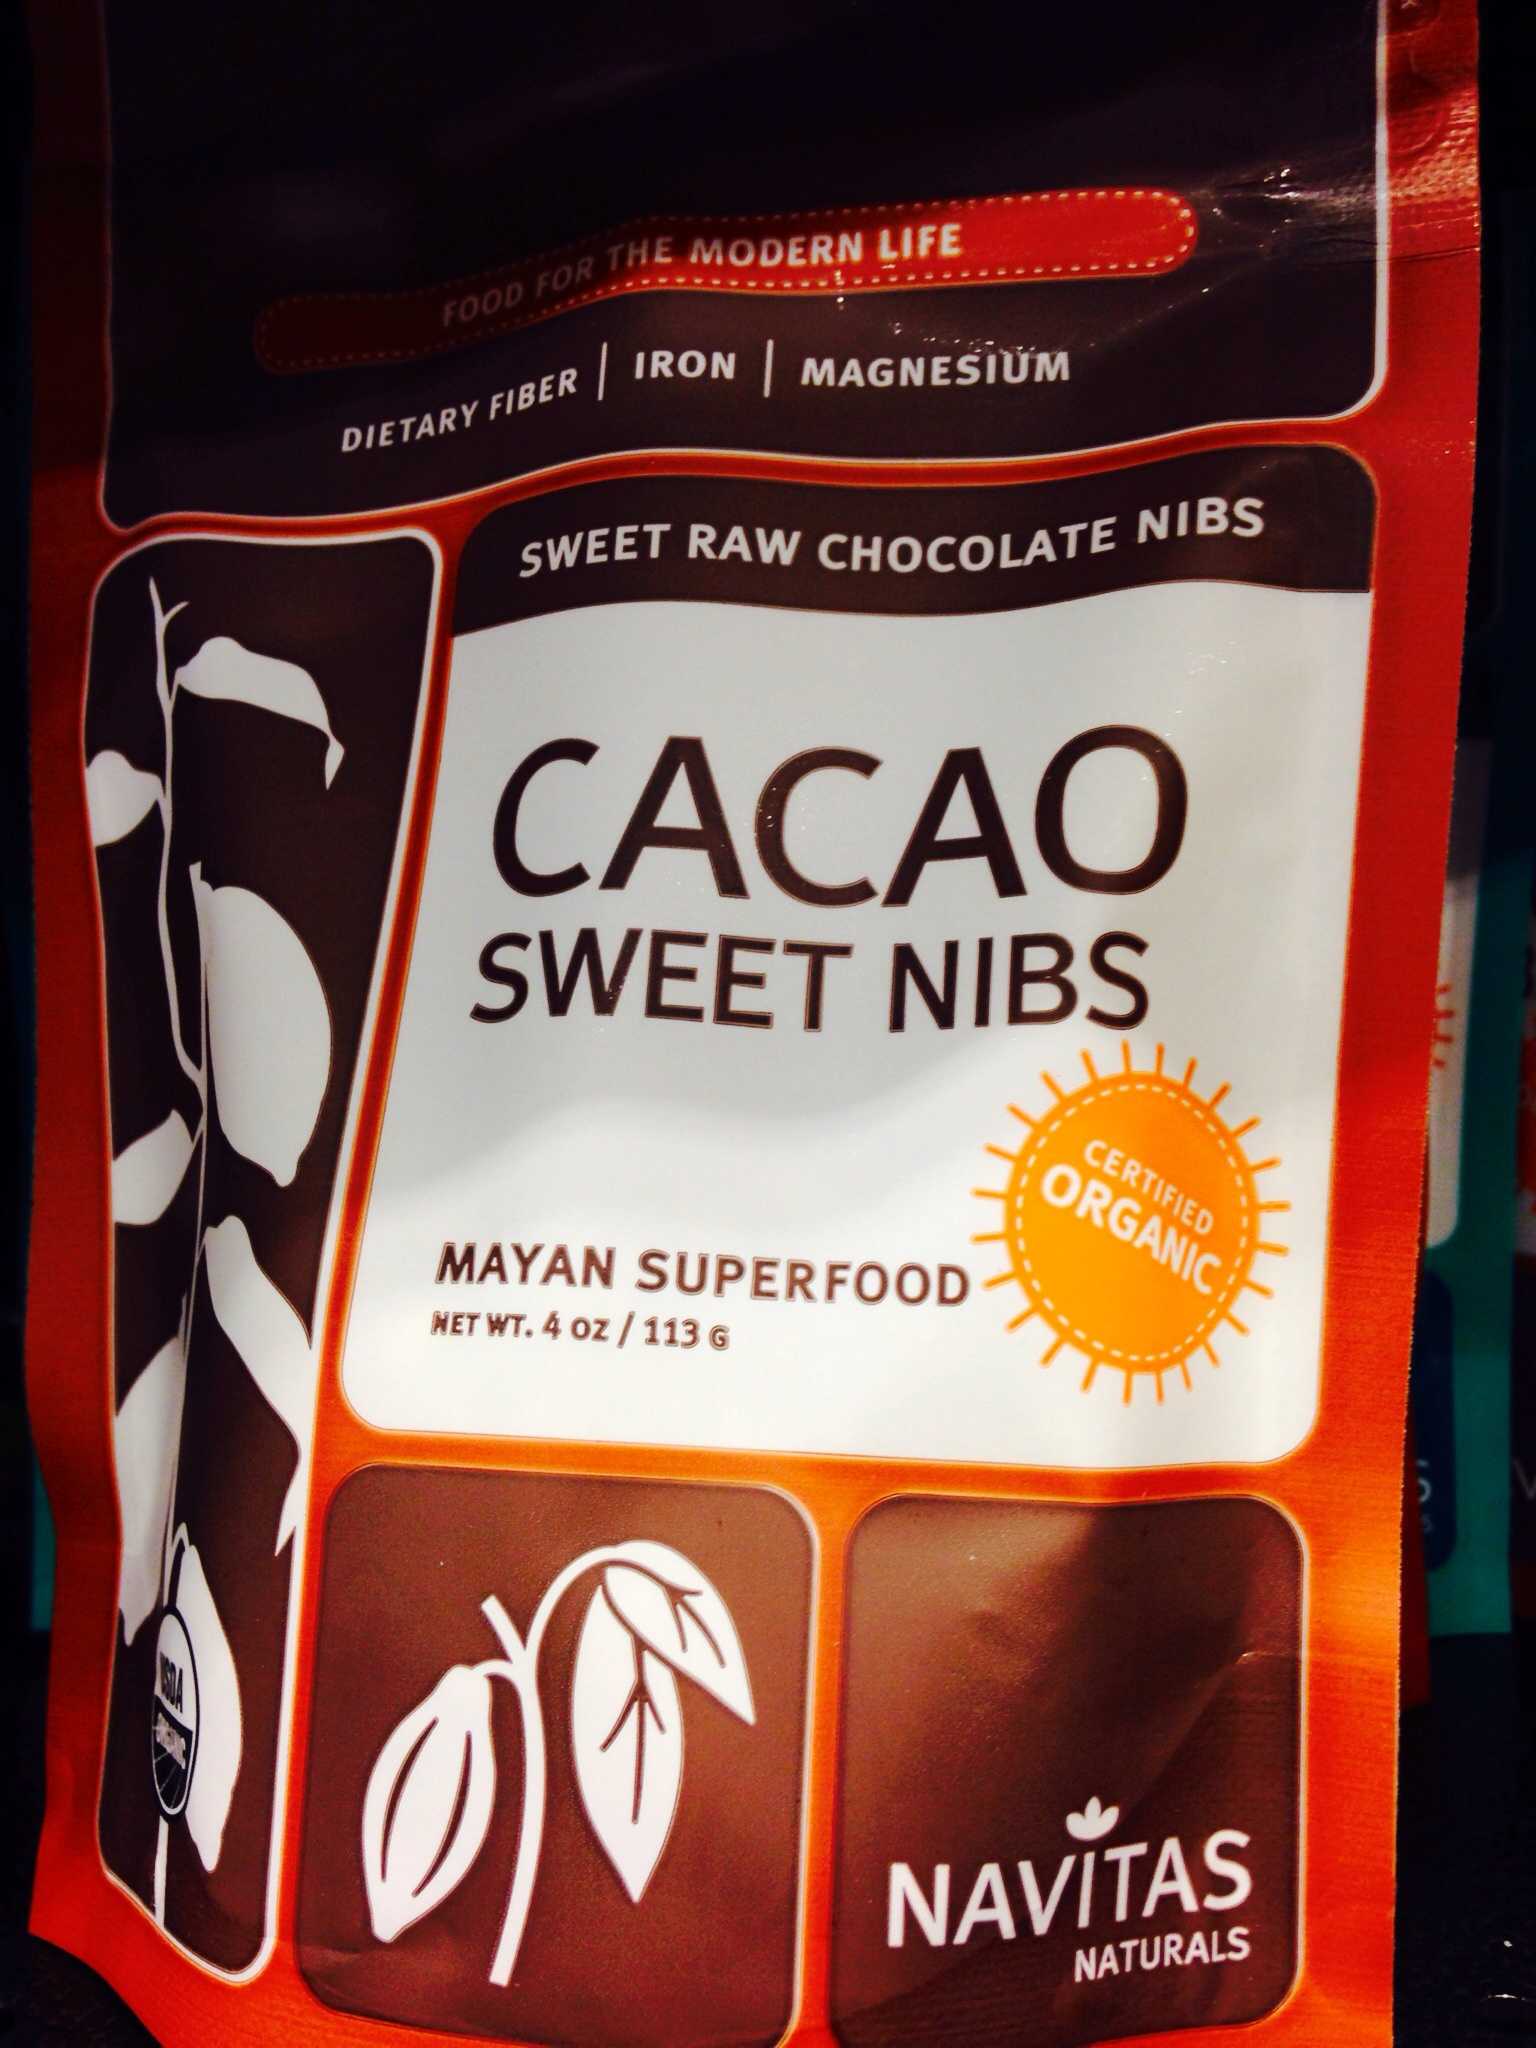 FOOD FOR THE MODERN LIFE
DIETARY FIBER | IRON | MAGNESIUM
SWEET RAW CHOCOLATE NIBS
CACAO
SWEET NIBS
CERTIFIED
ORGANIC
MAYAN SUPERFOOD
NET WT. 4 OZ / 113 G
USDA
ORGANIC
NAVITAS
NATURALS